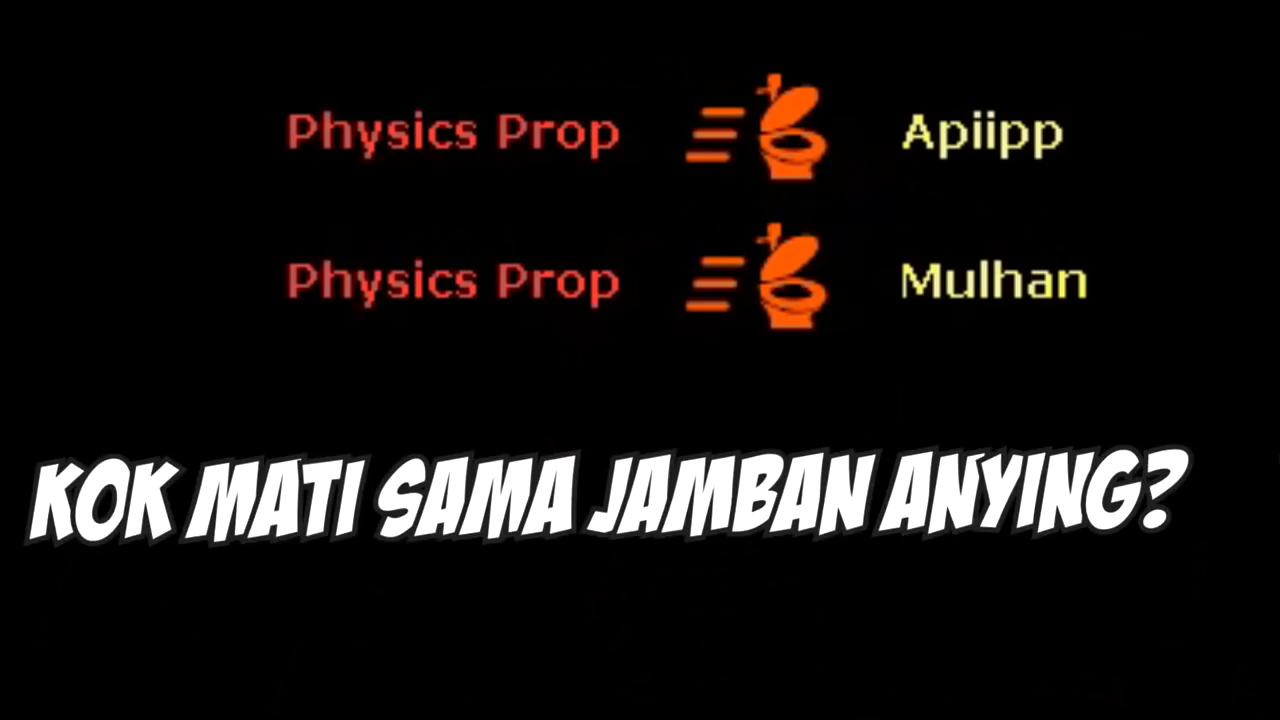 Physics Prop Apiipp
Physics Prop Mulhan
KOK MATI SAMA JAMBAN ANYING?